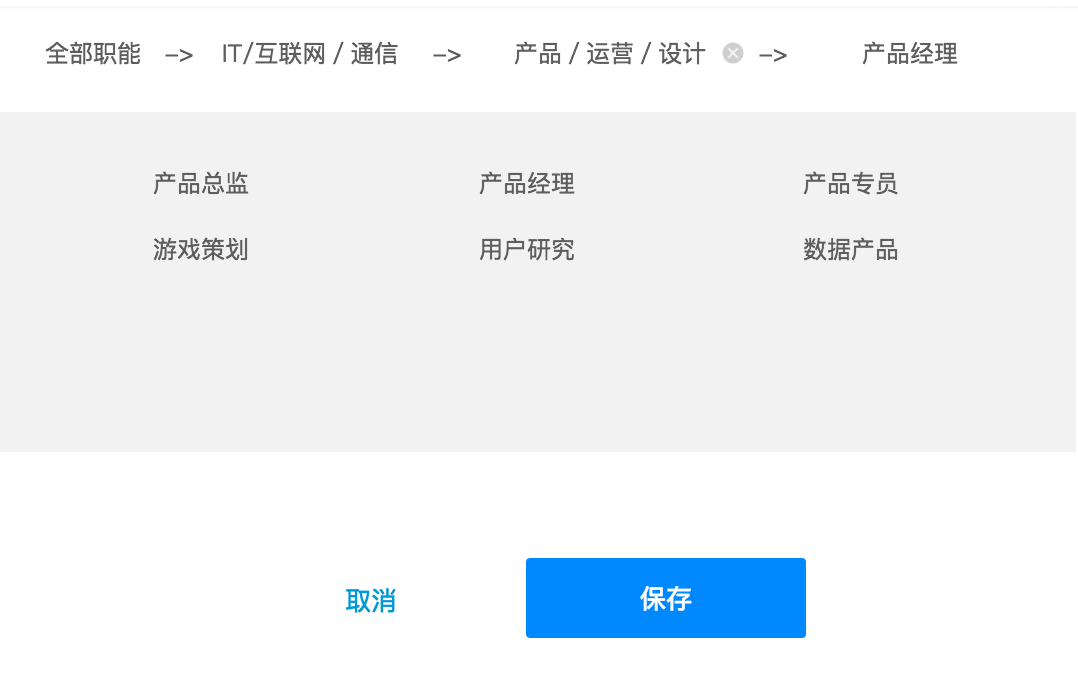 全部职能 –> IT/互联网 / 通信 –> 产品 / 运营 / 设计 –> 产品经理
产品总监 产品经理 产品专员
游戏策划 用户研究 数据产品
取消 保存